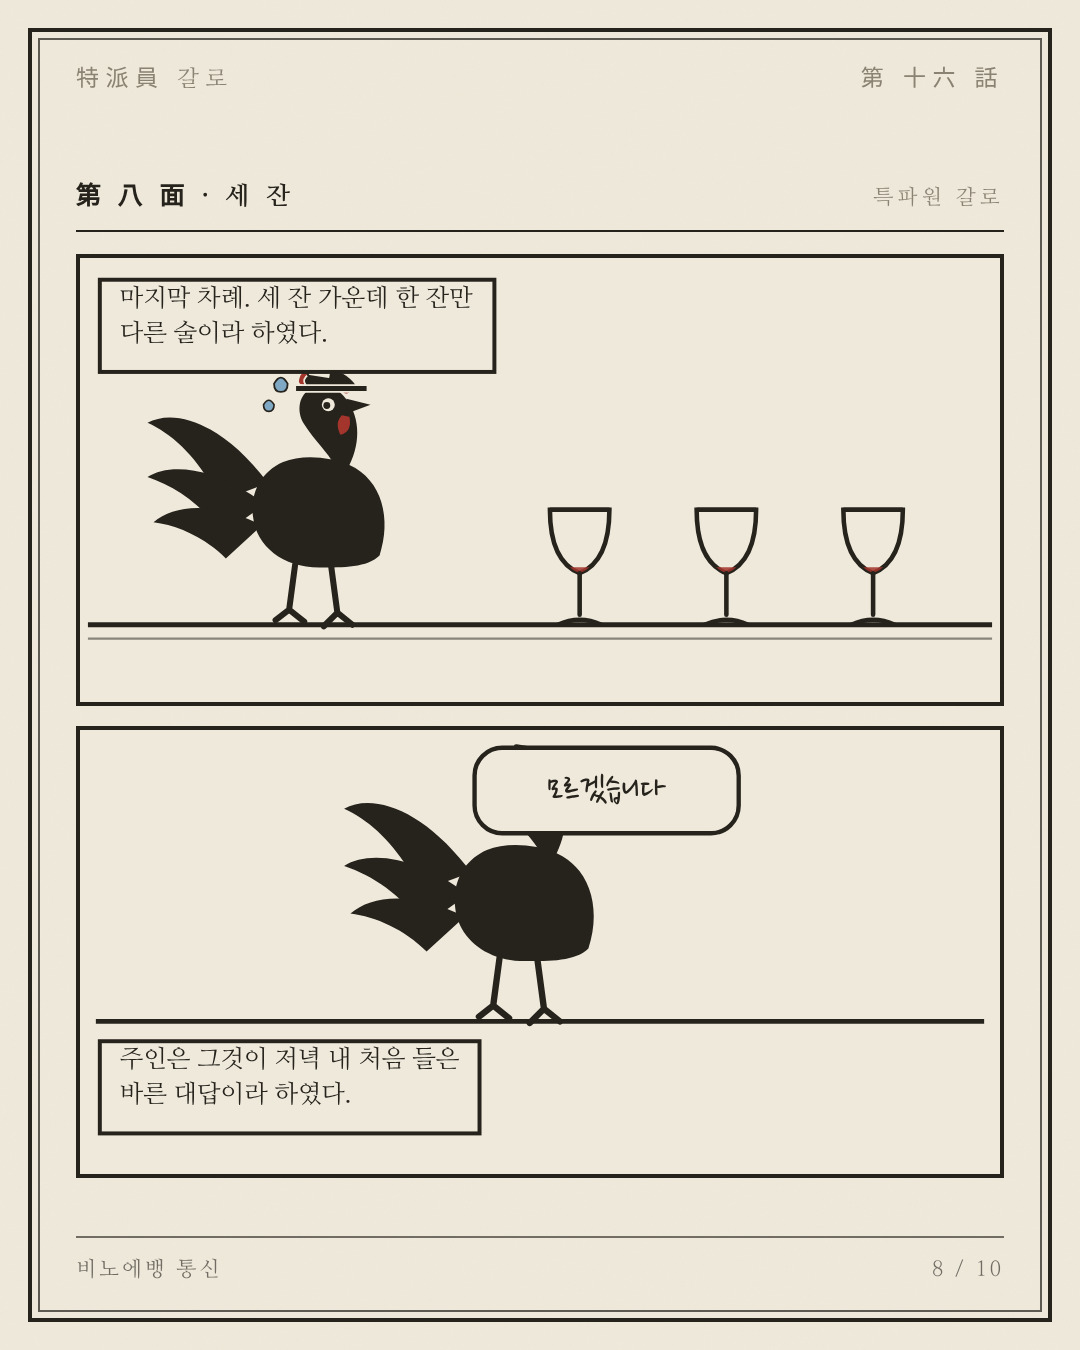 特派員 갈로
第 十六 話
第 八 面 · 세 잔
특파원 갈로
마지막 차례. 세 잔 가운데 한 잔만
다른 술이라 하였다.
모르겠습니다
주인은 그것이 저녁 내 처음 들은
바른 대답이라 하였다.
비노에뱅 통신
8 / 10